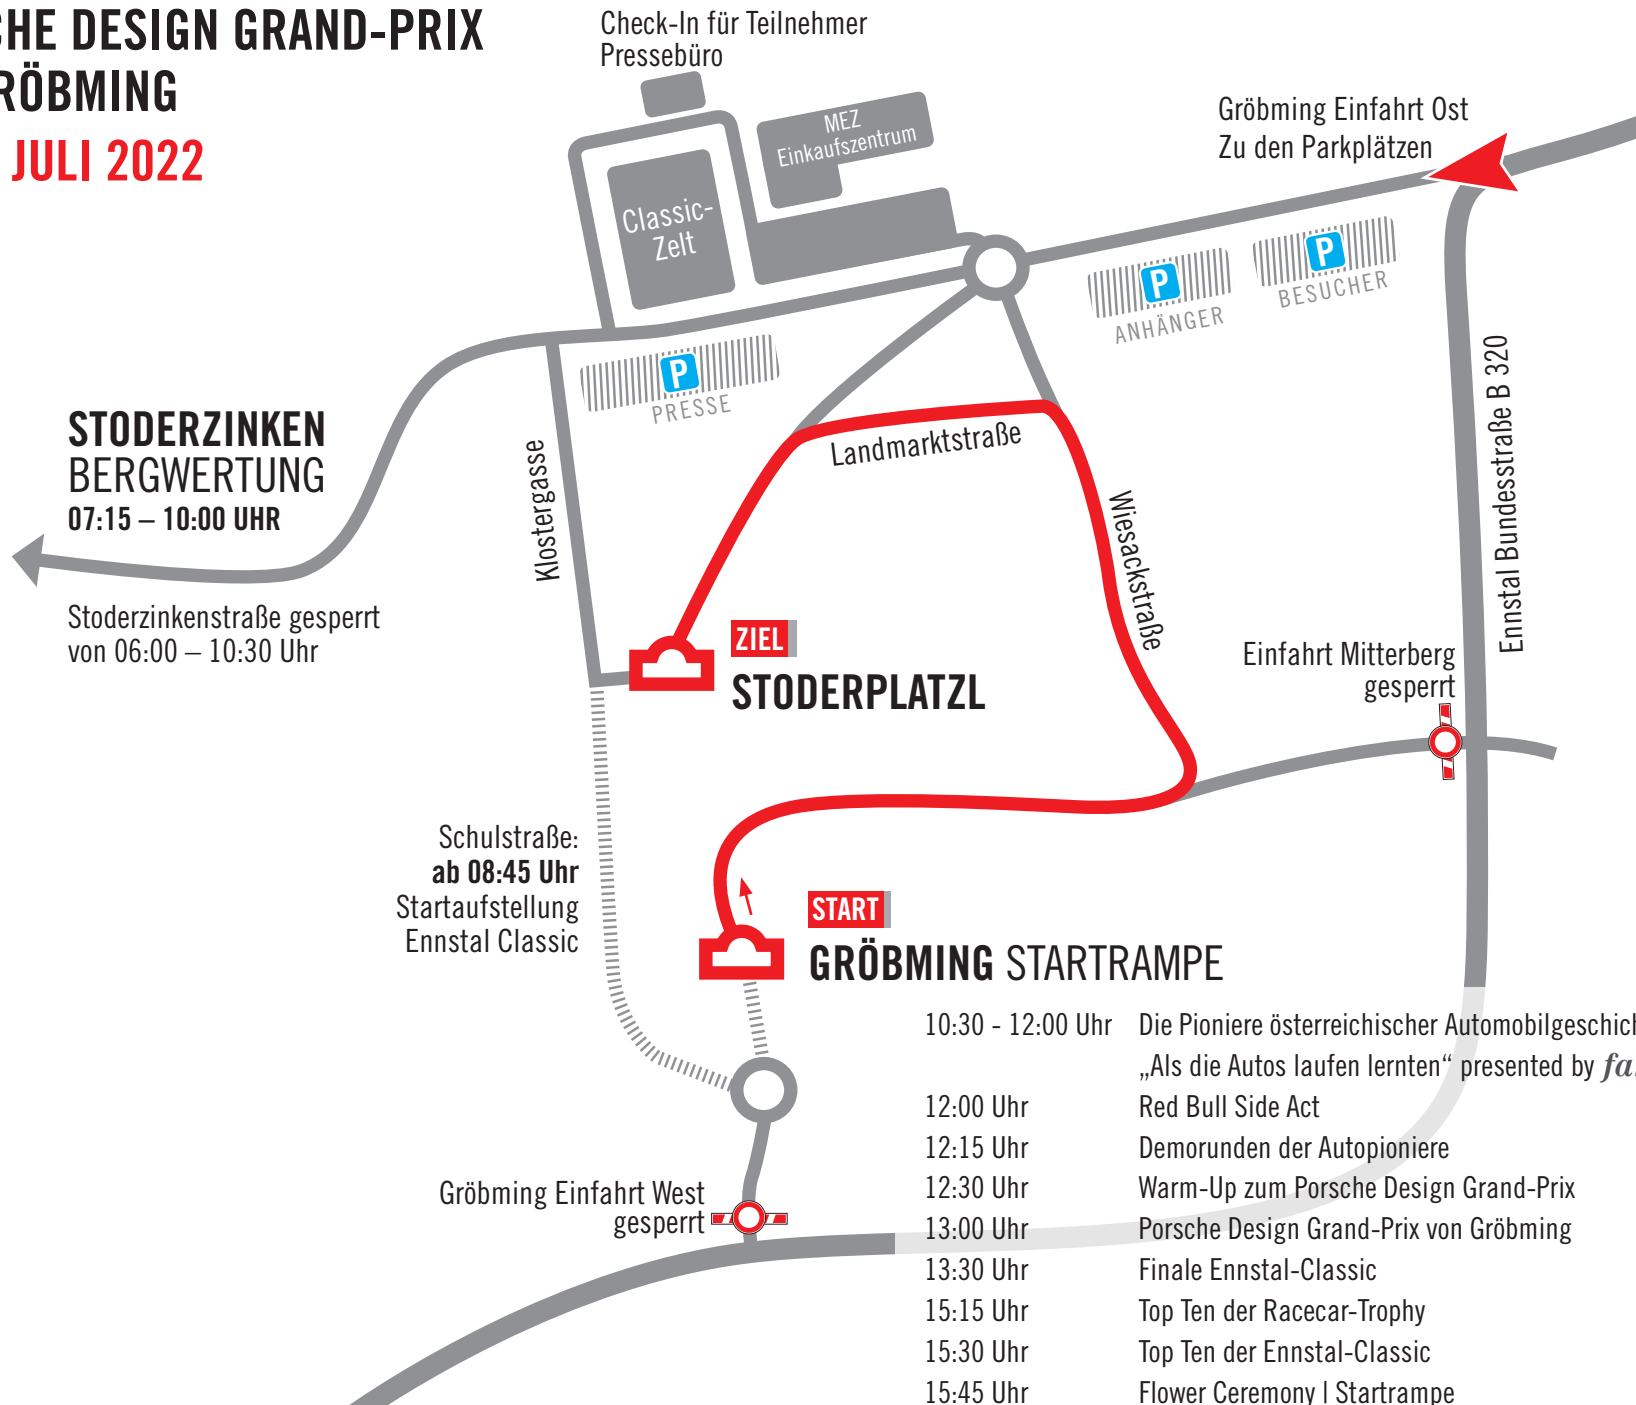 CHE DESIGN GRAND-PRIX
RÖBMING
JULI 2022
Check-In für Teilnehmer
Pressebüro
MEZ
Einkaufszentrum
Classic-
Zelt
Gröbming Einfahrt Ost
Zu den Parkplätzen
P
ANHÄNGER
P
BESUCHER
P
PRESSE
STODERZINKEN
BERGWERTUNG
07:15 – 10:00 UHR
Stoderzinkenstraße gesperrt
von 06:00 – 10:30 Uhr
Klostergasse
Landmarktstraße
Wiesackstraße
Ennstal Bundesstraße B 320
ZIEL
STODERPLATZL
Einfahrt Mitterberg
gesperrt
Schulstraße:
ab 08:45 Uhr
Startaufstellung
Ennstal Classic
START
GRÖBMING STARTRAMPE
10:30 - 12:00 Uhr Die Pioniere österreichischer Automobilgeschich
„Als die Autos laufen lernten“ presented by fa
12:00 Uhr Red Bull Side Act
12:15 Uhr Demorunden der Autopioniere
12:30 Uhr Warm-Up zum Porsche Design Grand-Prix
13:00 Uhr Porsche Design Grand-Prix von Gröbming
13:30 Uhr Finale Ennstal-Classic
15:15 Uhr Top Ten der Racecar-Trophy
15:30 Uhr Top Ten der Ennstal-Classic
15:45 Uhr Flower Ceremony | Startrampe
Gröbming Einfahrt West
gesperrt